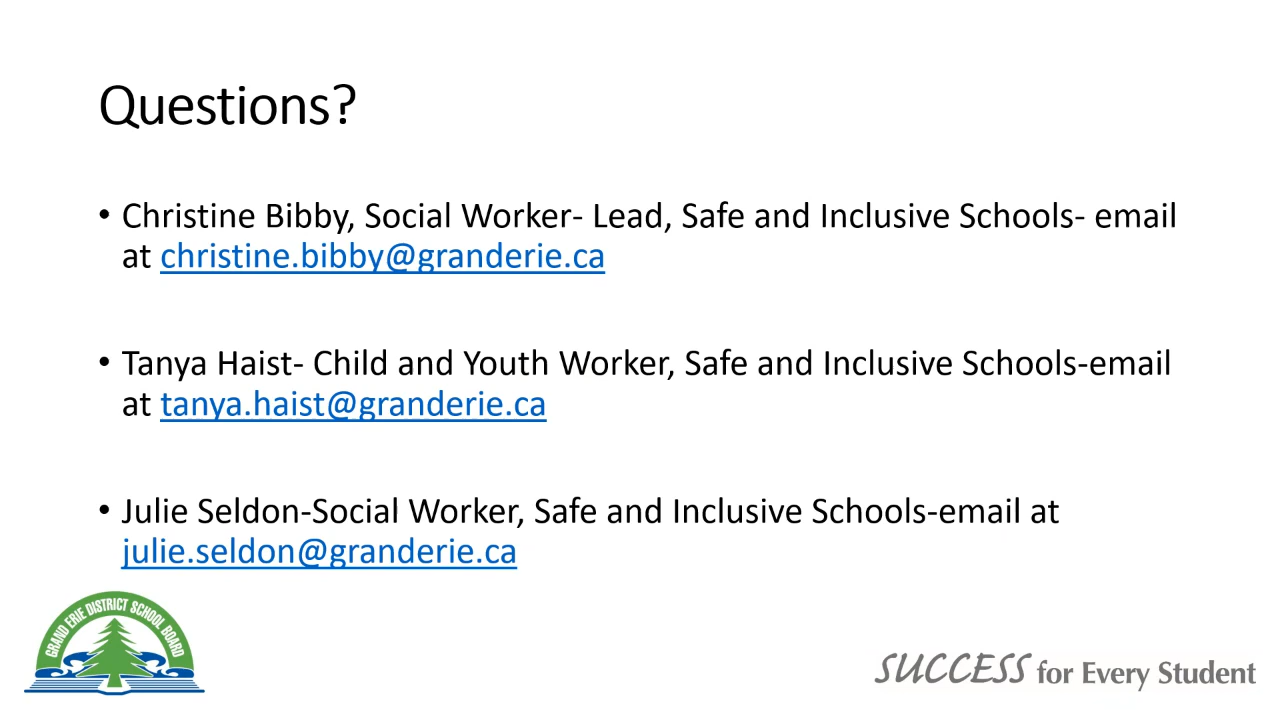 Questions?
• Christine Bibby, Social Worker- Lead, Safe and Inclusive Schools- email
at christine.bibby@granderie.ca
• Tanya Haist- Child and Youth Worker, Safe and Inclusive Schools-email
at tanya.haist@granderie.ca
• Julie Seldon-Social Worker, Safe and Inclusive Schools-email at
julie.seldon@granderie.ca
GRAND ERIE DISTRICT SCHOOL BOARD
SUCCESS for Every Student